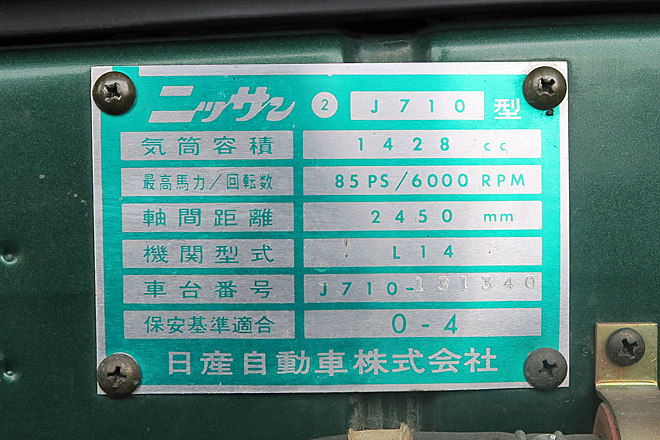 ニッサン ② J710 型
気筒容積 1428 cc
最高馬力／回転数 85PS/6000 RPM
軸間距離 2450 mm
機関型式 L14
車台番号 J710-131340
保安基準適合 0-4
日産自動車株式会社